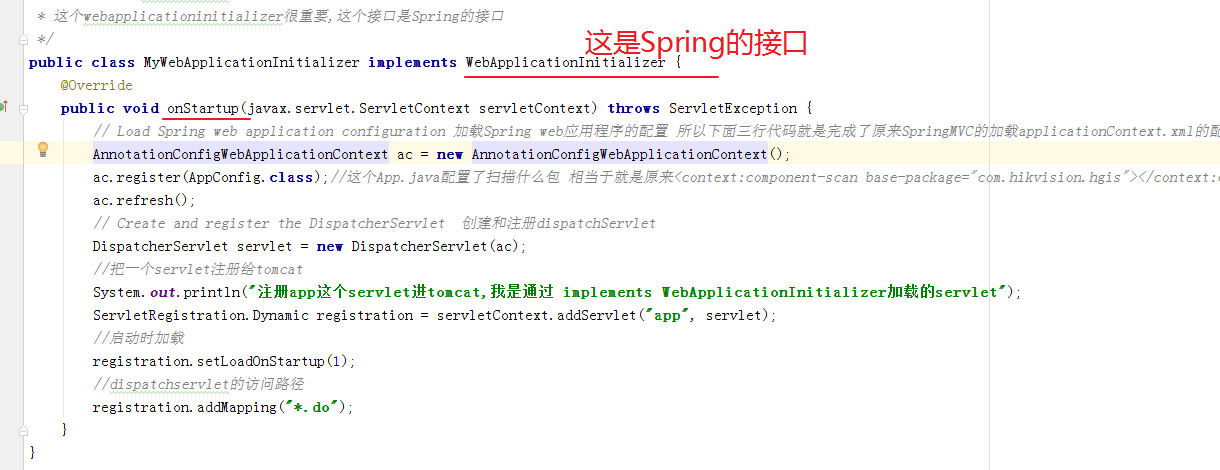 * 这个webapplicationinitializer很重要,这个接口是Spring的接口
*/
这是Spring的接口
public class MyWebApplicationInitializer implements WebApplicationInitializer {
@Override
public void onStartup(javax.servlet.ServletContext servletContext) throws ServletException {
// Load Spring web application configuration 加载Spring web应用程序的配置 所以下面三行代码就是完成了原来SpringMVC的加载applicationContext.xml的配
AnnotationConfigWebApplicationContext ac = new AnnotationConfigWebApplicationContext();
ac.register(AppConfig.class);//这个App.java配置了扫描什么包 相当于就是原来<context:component-scan base-package="com.hikvision.hgis"></context:c
ac.refresh();
// Create and register the DispatcherServlet 创建和注册dispatchServlet
DispatcherServlet servlet = new DispatcherServlet(ac);
//把一个servlet注册给tomcat
System.out.println("注册app这个servlet进tomcat,我是通过 implements WebApplicationInitializer加载的servlet");
ServletRegistration.Dynamic registration = servletContext.addServlet("app", servlet);
//启动时加载
registration.setLoadOnStartup(1);
//dispatchservlet的访问路径
registration.addMapping("*.do");
}
}